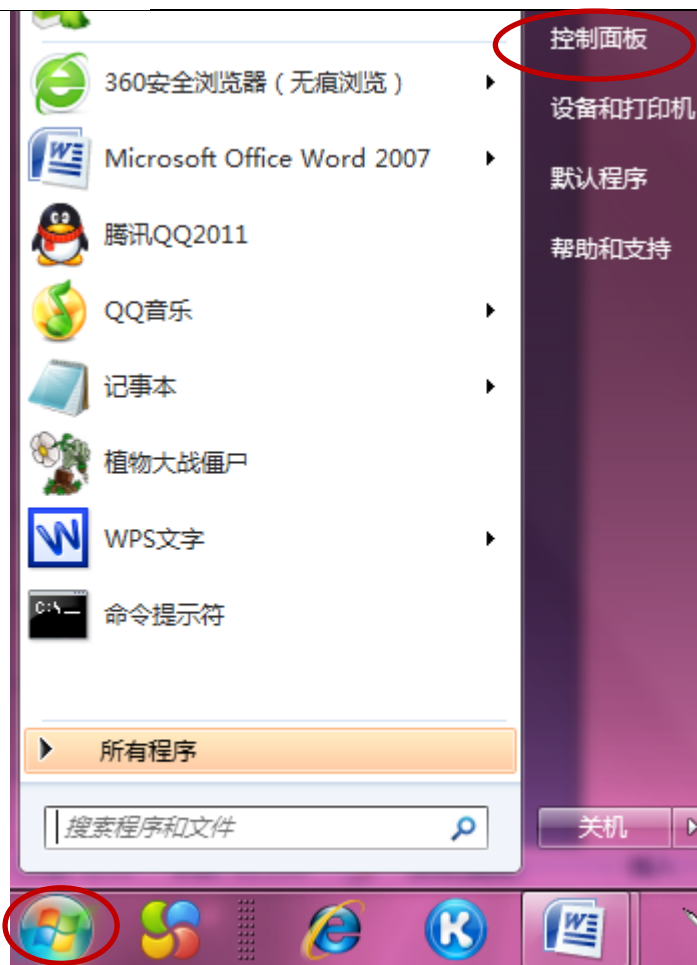 360安全浏览器（无痕浏览）
Microsoft Office Word 2007
腾讯QQ2011
QQ音乐
记事本
植物大战僵尸
WPS文字
命令提示符
所有程序
搜索程序和文件
控制面板
设备和打印机
默认程序
帮助和支持
关机